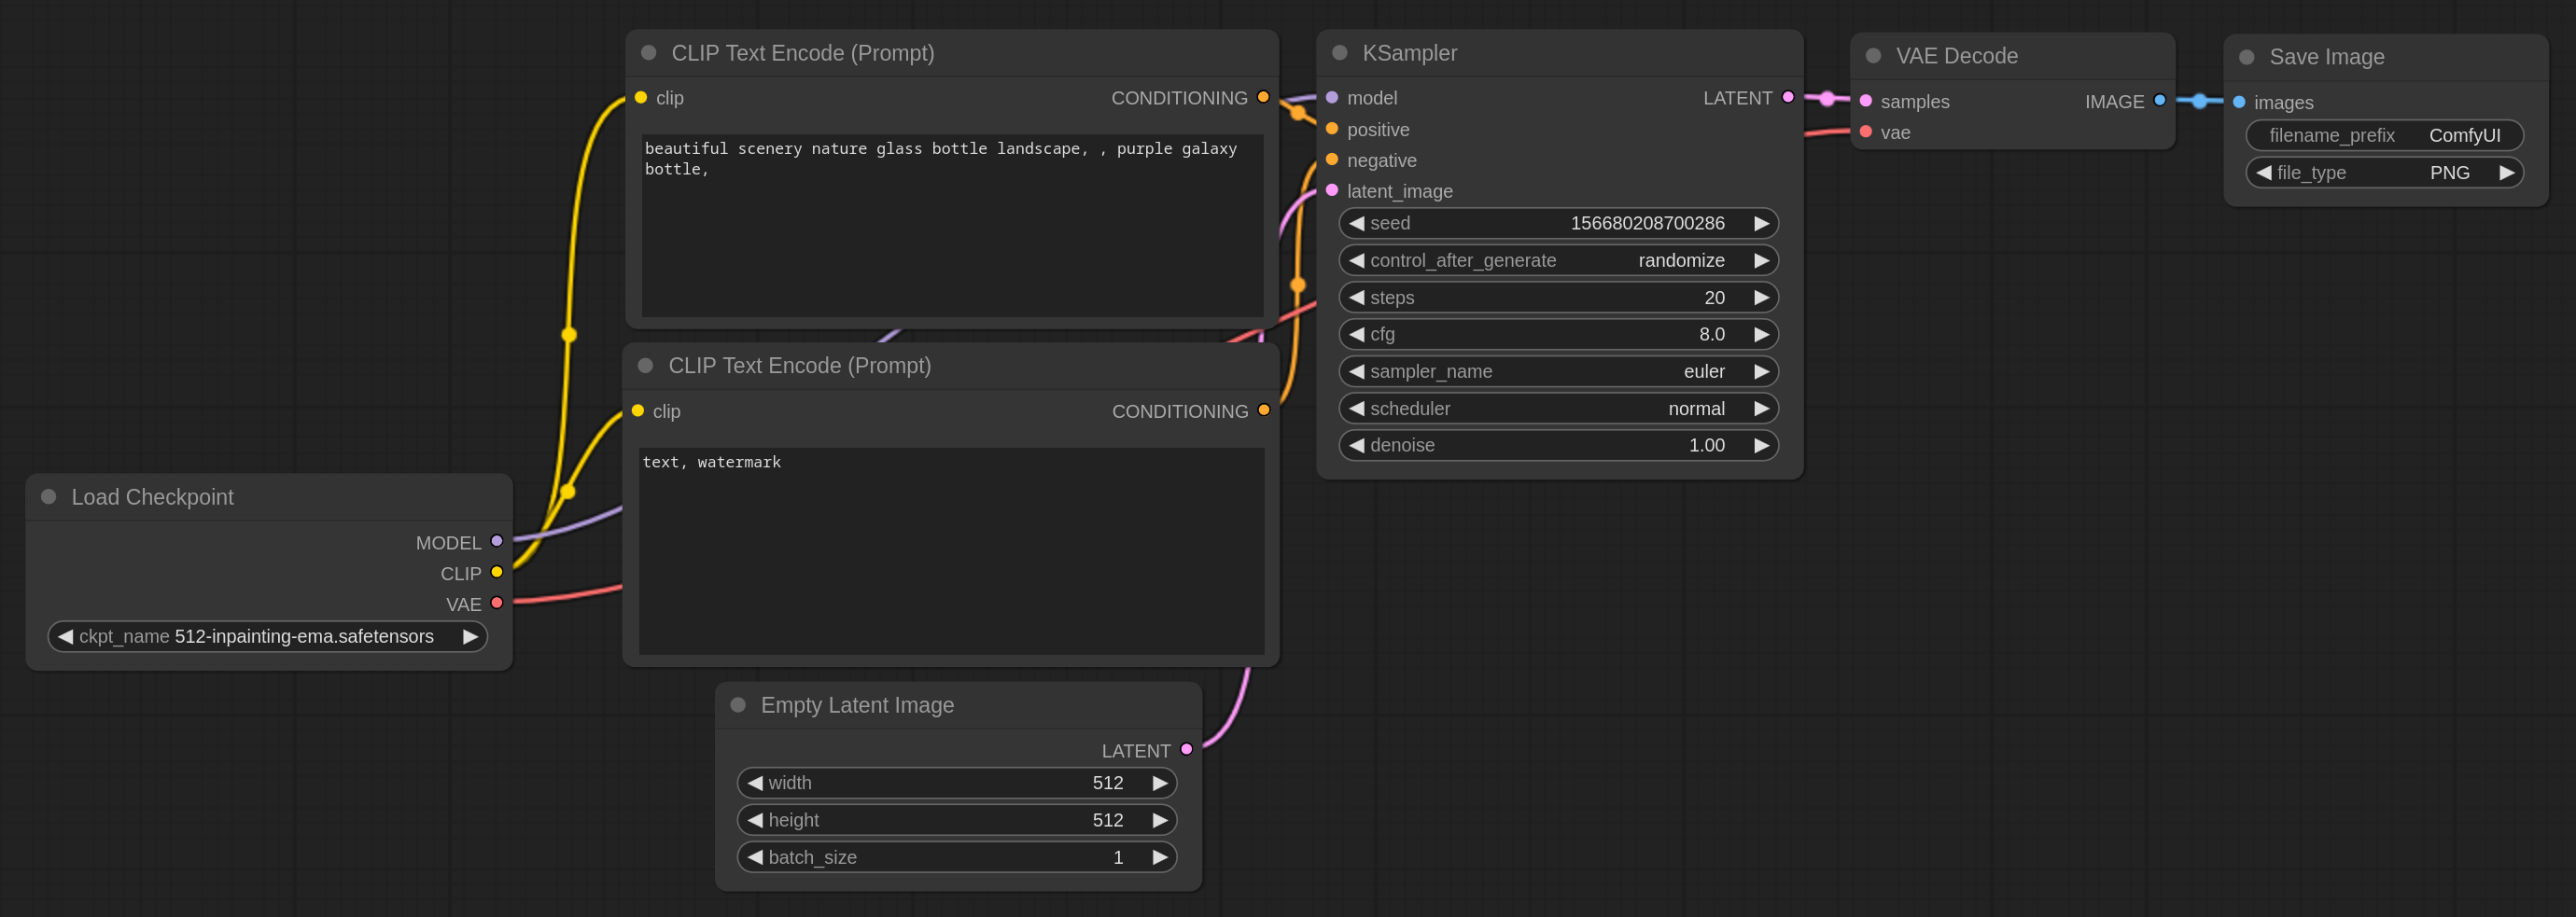 CLIP Text Encode (Prompt)
clip CONDITIONING
beautiful scenery nature glass bottle landscape, , purple galaxy
bottle,
CLIP Text Encode (Prompt)
clip CONDITIONING
text, watermark
Load Checkpoint
MODEL
CLIP
VAE
ckpt_name 512-inpainting-ema.safetensors
Empty Latent Image
LATENT
width 512
height 512
batch_size 1
KSampler
model LATENT
positive
negative
latent_image
seed 156680208700286
control_after_generate randomize
steps 20
cfg 8.0
sampler_name euler
scheduler normal
denoise 1.00
VAE Decode
samples IMAGE
vae
Save Image
images
filename_prefix ComfyUI
file_type PNG